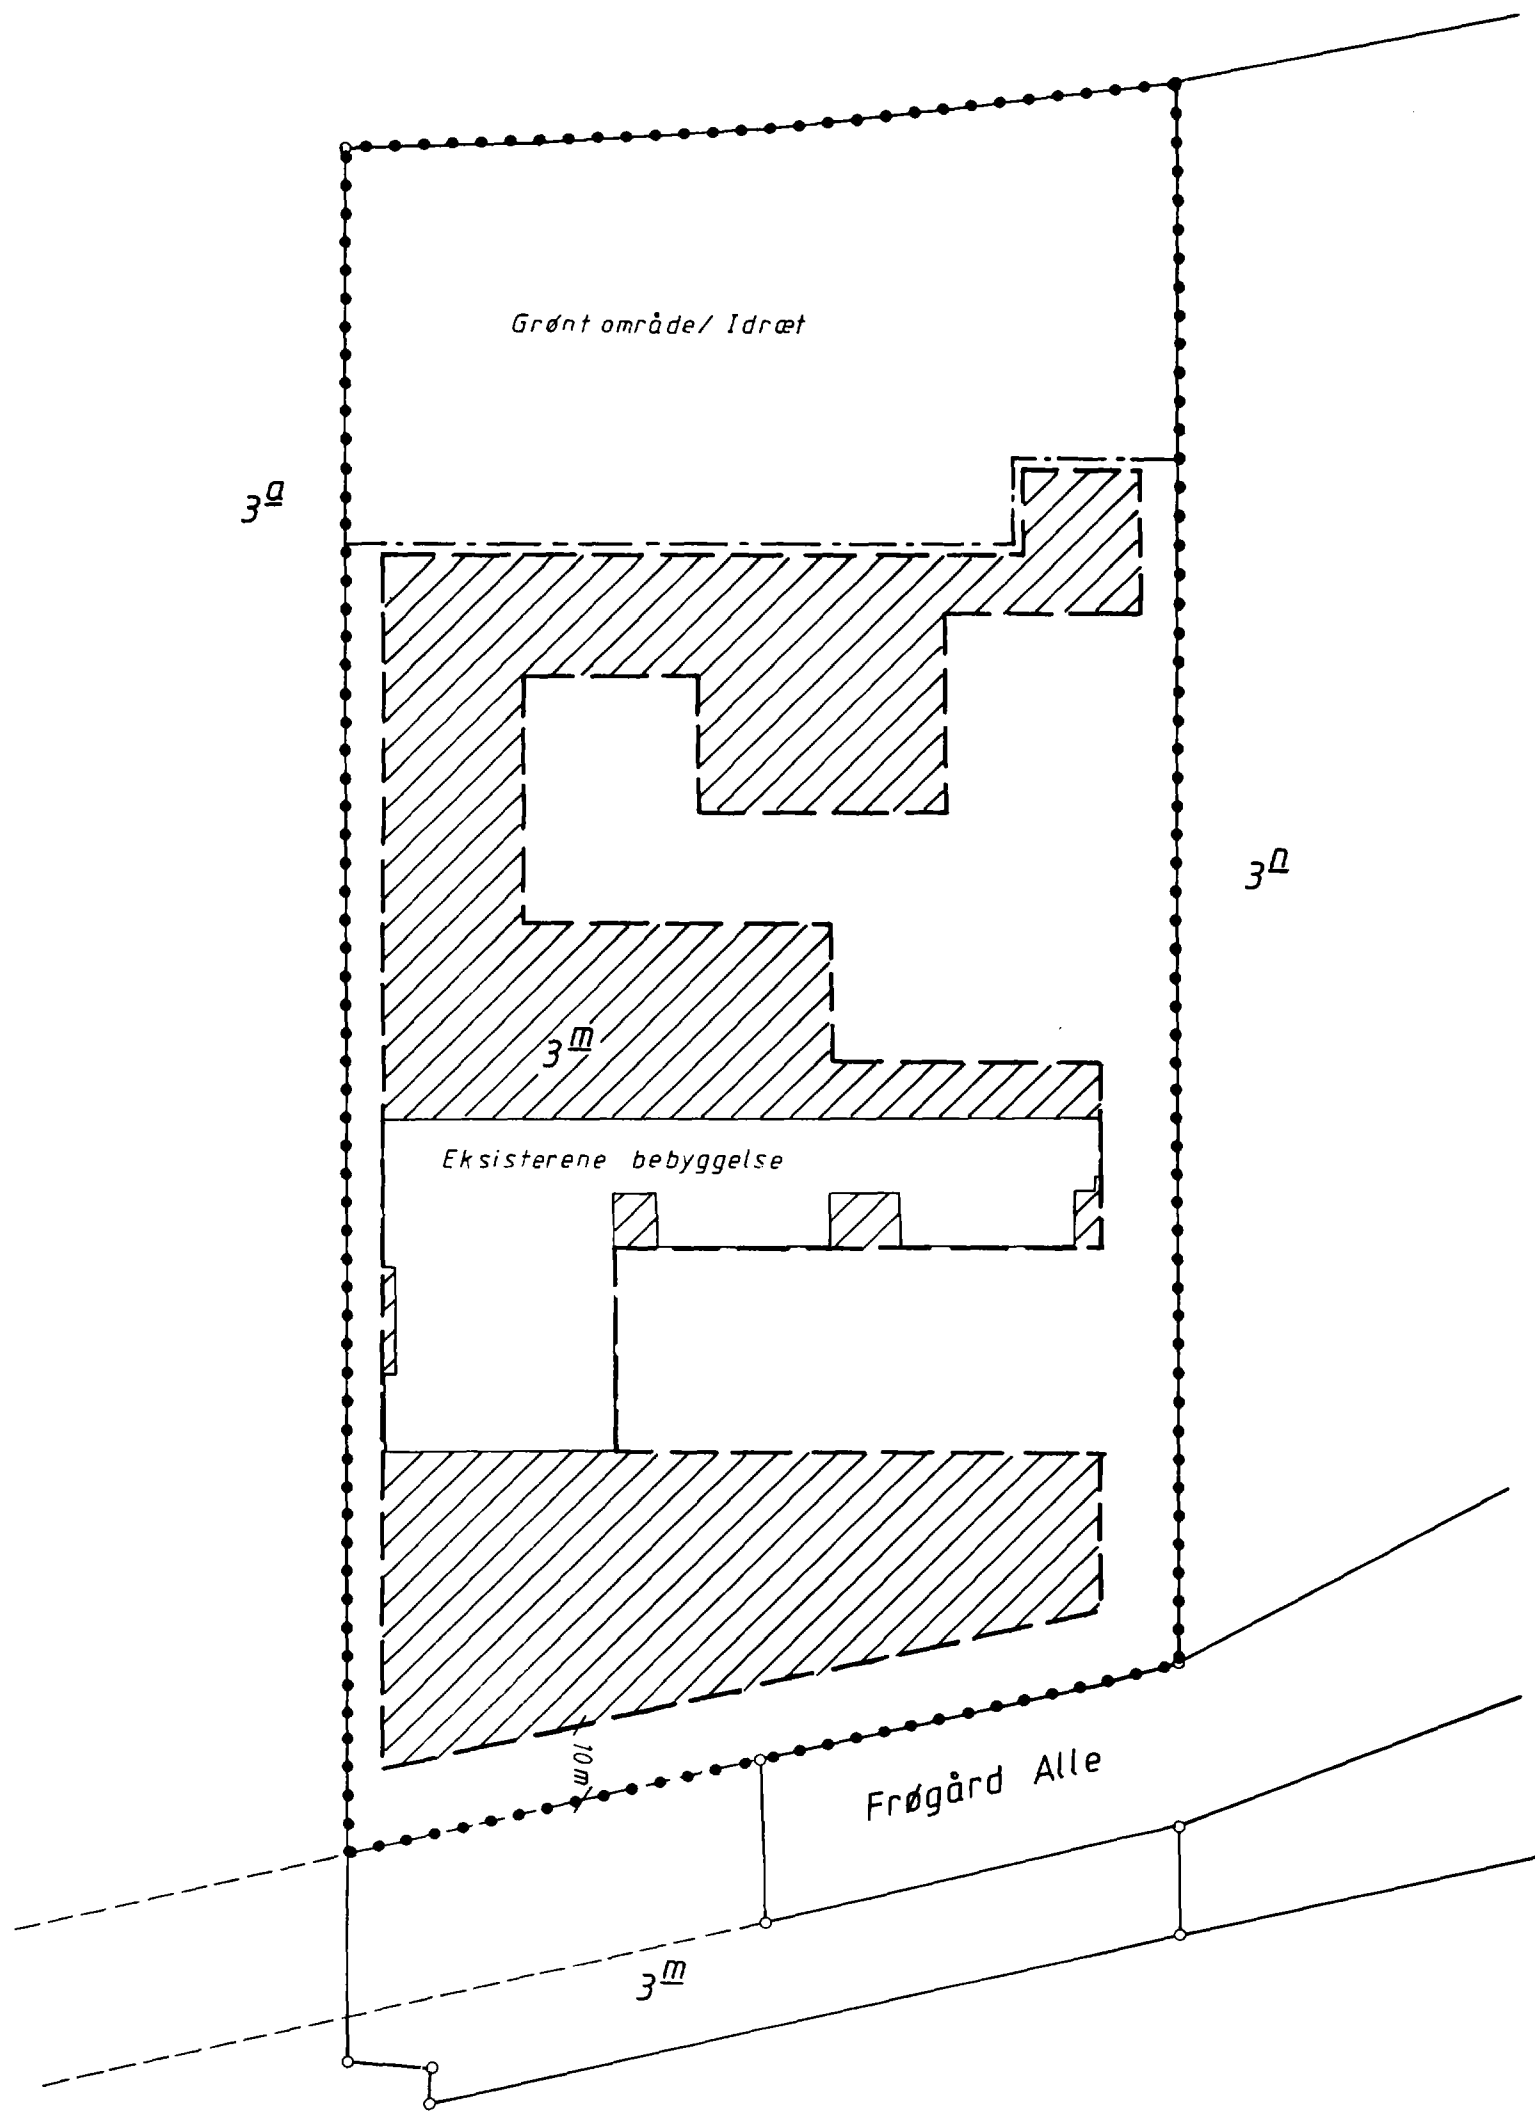 Grønt område/ Idræt
3a
3n
3m
Eksisterene bebyggelse
10m
Frøgård Alle
3m